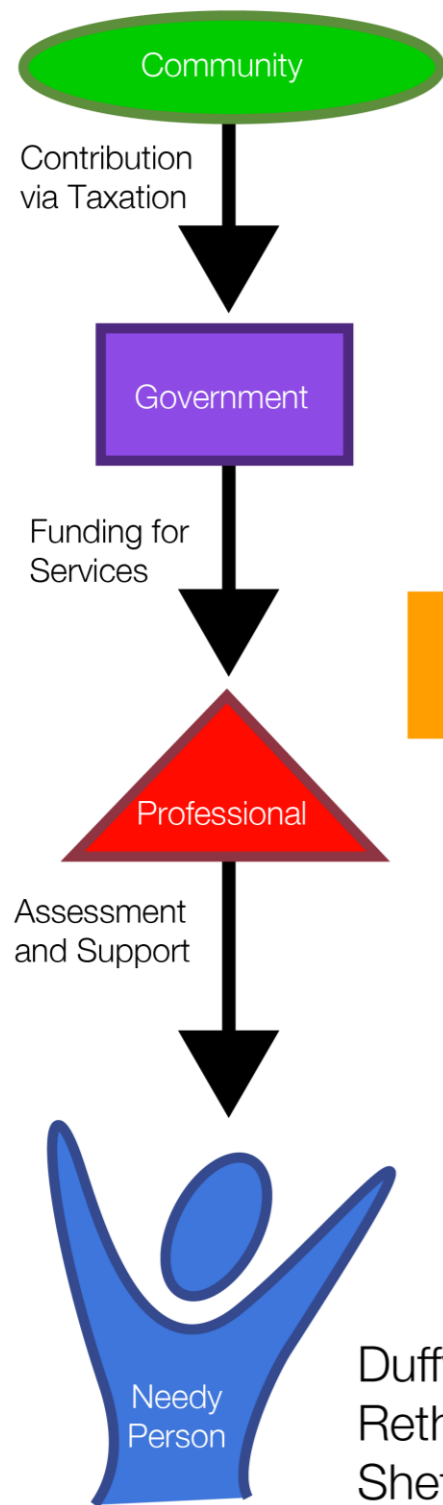 Community
Contribution
via Taxation
Government
Funding for
Services
Professional
Assessment
and Support
Needy
Person